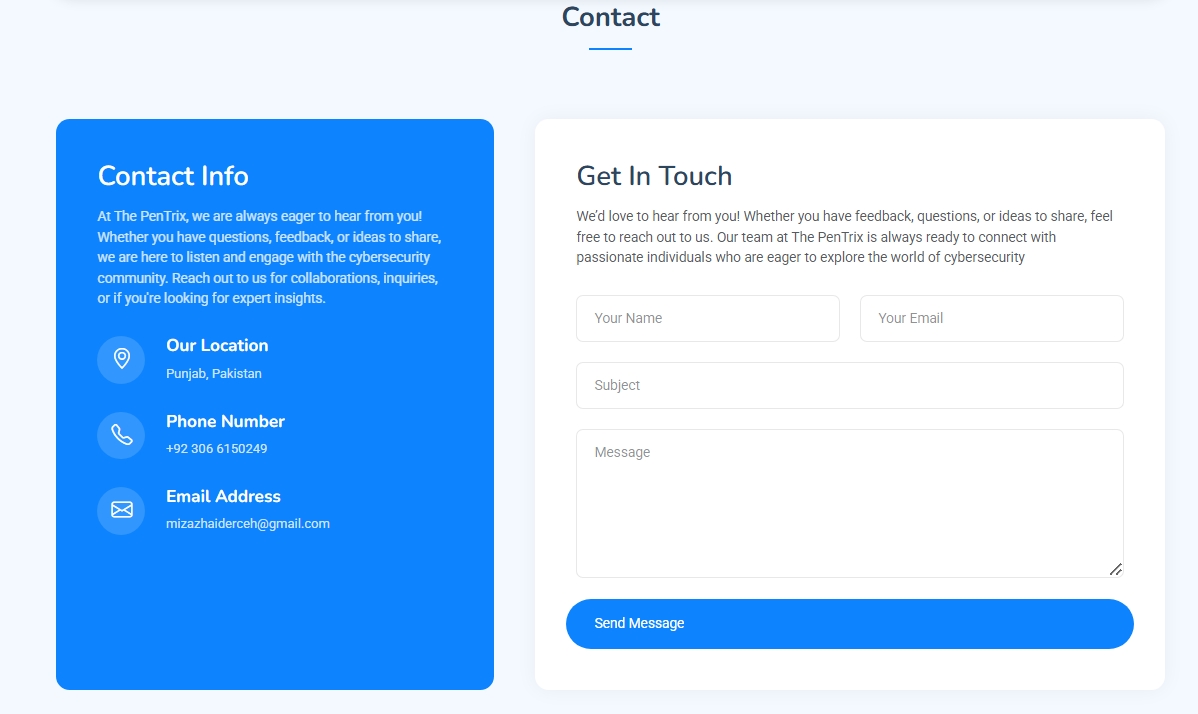 Contact
Contact Info
At The PenTrix, we are always eager to hear from you!
Whether you have questions, feedback, or ideas to share,
we are here to listen and engage with the cybersecurity
community. Reach out to us for collaborations, inquiries,
or if you're looking for expert insights.
Our Location
Punjab, Pakistan
Phone Number
+92 306 6150249
Email Address
mizazhaiderceh@gmail.com
Get In Touch
We’d love to hear from you! Whether you have feedback, questions, or ideas to share, feel
free to reach out to us. Our team at The PenTrix is always ready to connect with
passionate individuals who are eager to explore the world of cybersecurity
Your Name
Your Email
Subject
Message
Send Message